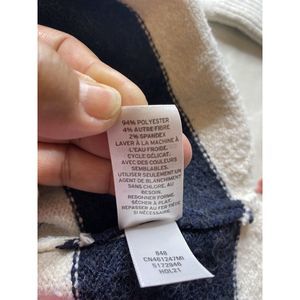 94% POLYESTER
4% AUTRE FIBRE
2% SPANDEX
LAVER À LA MACHINE À
L'EAU FROIDE,
CYCLE DÉLICAT,
AVEC DES COULEURS
SEMBLABLES.
UTILISER SEULEMENT UN
AGENT DE BLANCHIMENT
SANS CHLORE, AU
BESOIN.
REDONNER FORME.
SÉCHER À PLAT.
REPASSER AU FER TIÈDE
SI NÉCESSAIRE.
848
CN461247MI
S172946
HOL21